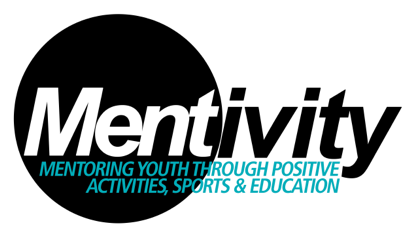 Mentivity
MENTORING YOUTH THROUGH POSITIVE
ACTIVITIES, SPORTS & EDUCATION